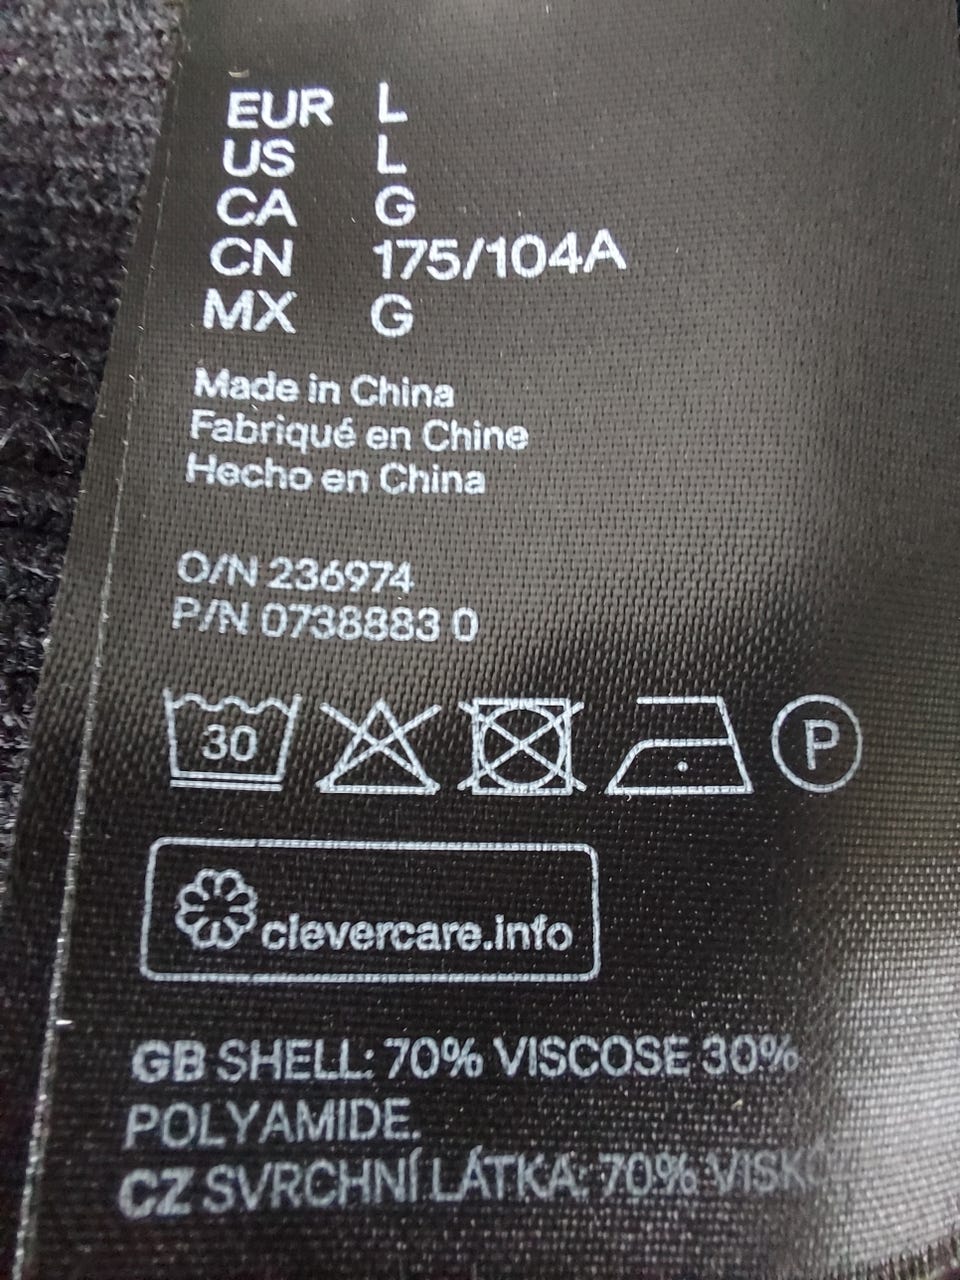 EUR L
US L
CA G
CN 175/104A
MX G
Made in China
Fabriqué en Chine
Hecho en China
O/N 236974
P/N 0738883 0
30 P
clevercare.info
GB SHELL: 70% VISCOSE 30%
POLYAMIDE.
CZ SVRCHNÍ LÁTKA: 70%